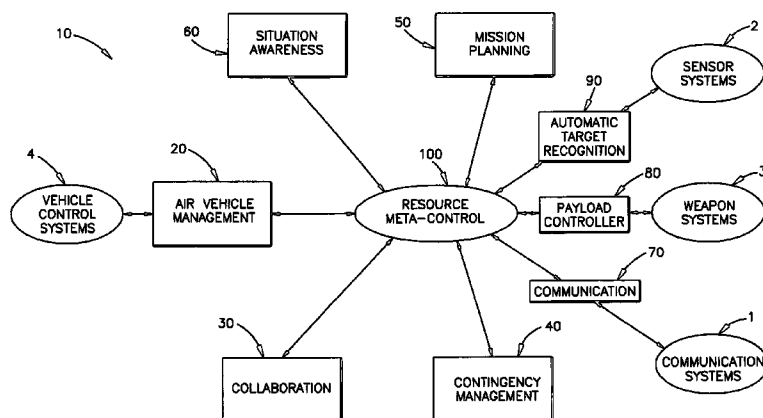 10
60
SITUATION
AWARENESS
50
MISSION
PLANNING
2
SENSOR
SYSTEMS
90
AUTOMATIC
TARGET
RECOGNITION
4
VEHICLE
CONTROL
SYSTEMS
20
AIR VEHICLE
MANAGEMENT
100
RESOURCE
META-CONTROL
80
PAYLOAD
CONTROLLER
3
WEAPON
SYSTEMS
70
COMMUNICATION
30
COLLABORATION
40
CONTINGENCY
MANAGEMENT
1
COMMUNICATION
SYSTEMS